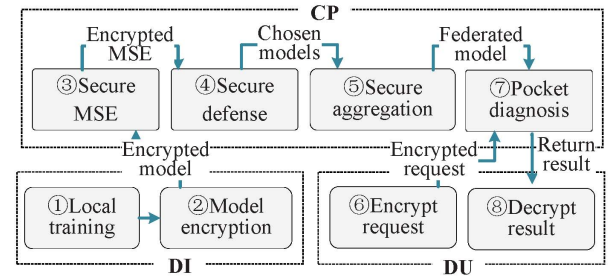 CP
Encrypted
MSE
Chosen
models
Federated
model
③Secure
MSE
④Secure
defense
⑤Secure
aggregation
⑦Pocket
diagnosis
Encrypted
model
Encrypted
request
Return
result
①Local
training
②Model
encryption
⑥Encrypt
request
⑧Decrypt
result
DI
DU